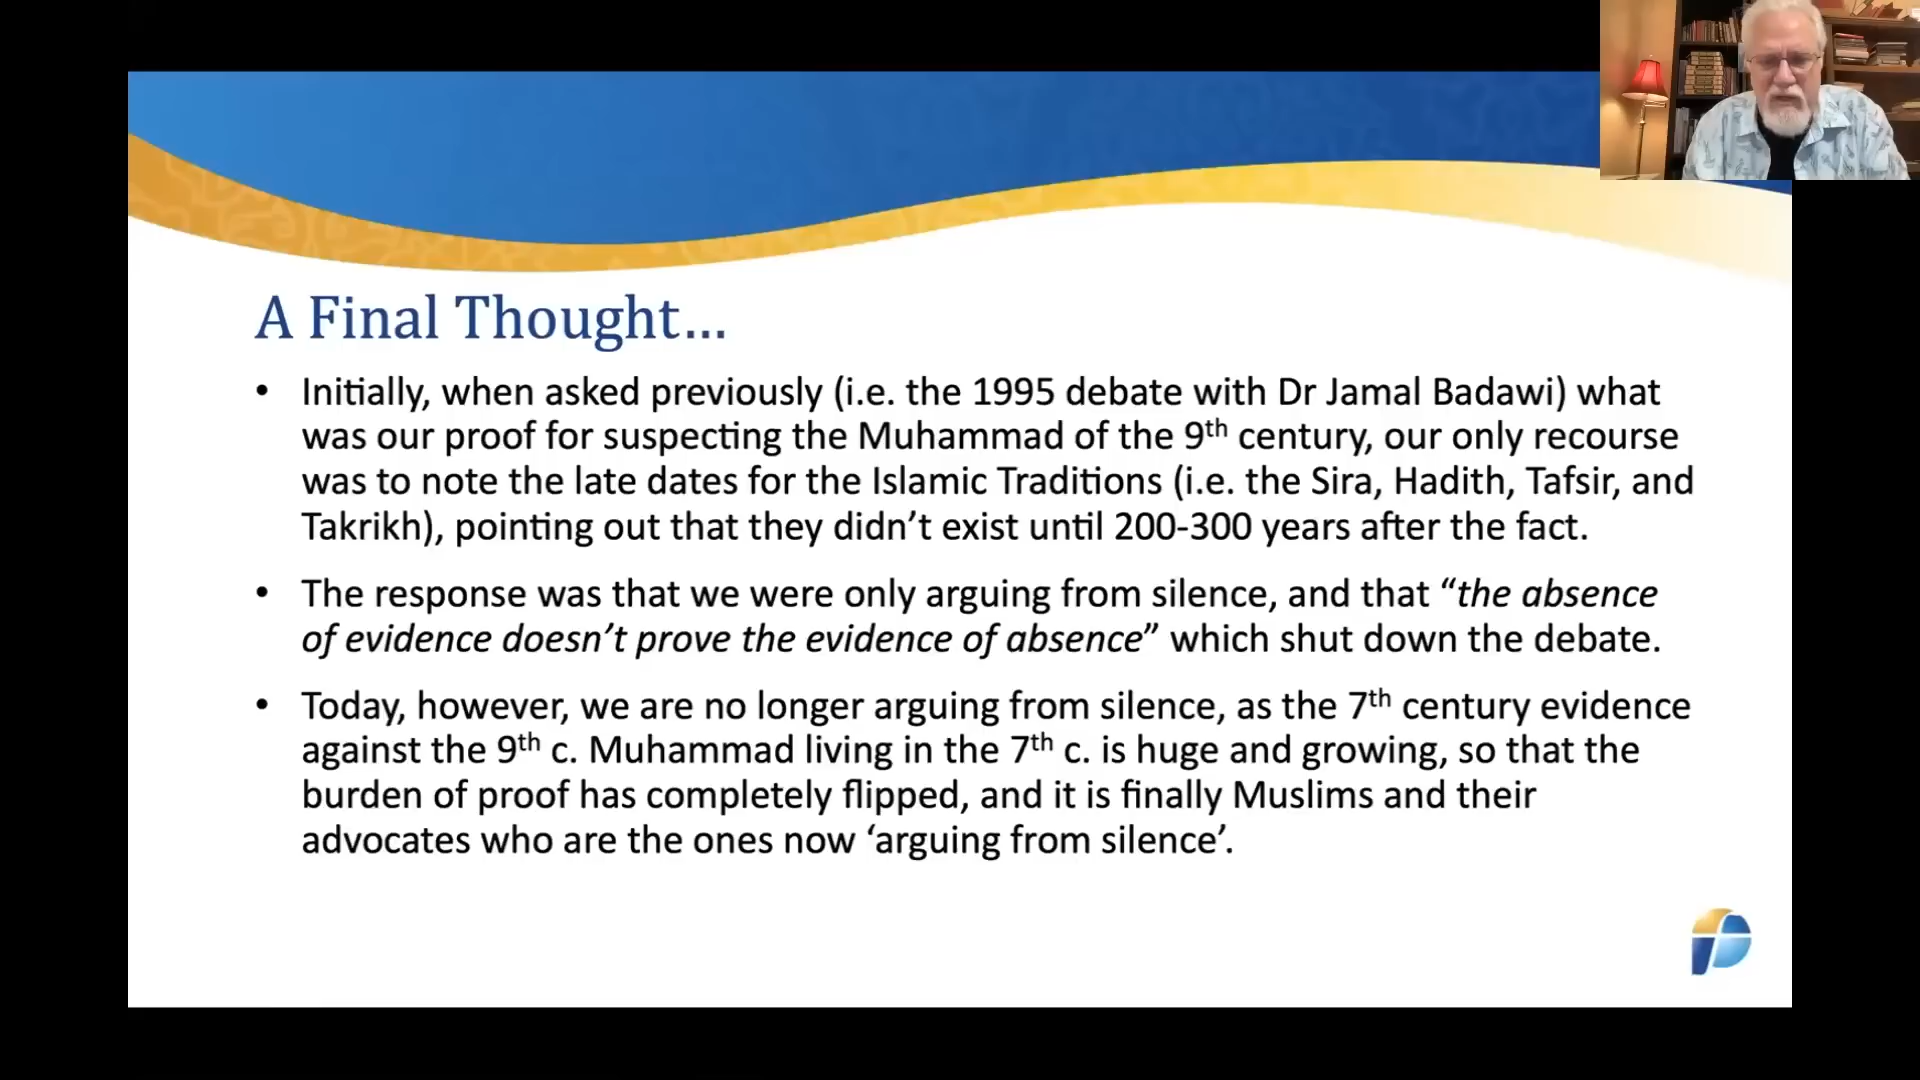 A Final Thought...
• Initially, when asked previously (i.e. the 1995 debate with Dr Jamal Badawi) what
was our proof for suspecting the Muhammad of the 9th century, our only recourse
was to note the late dates for the Islamic Traditions (i.e. the Sira, Hadith, Tafsir, and
Takrikh), pointing out that they didn’t exist until 200-300 years after the fact.
• The response was that we were only arguing from silence, and that “the absence
of evidence doesn’t prove the evidence of absence” which shut down the debate.
• Today, however, we are no longer arguing from silence, as the 7th century evidence
against the 9th c. Muhammad living in the 7th c. is huge and growing, so that the
burden of proof has completely flipped, and it is finally Muslims and their
advocates who are the ones now ‘arguing from silence’.